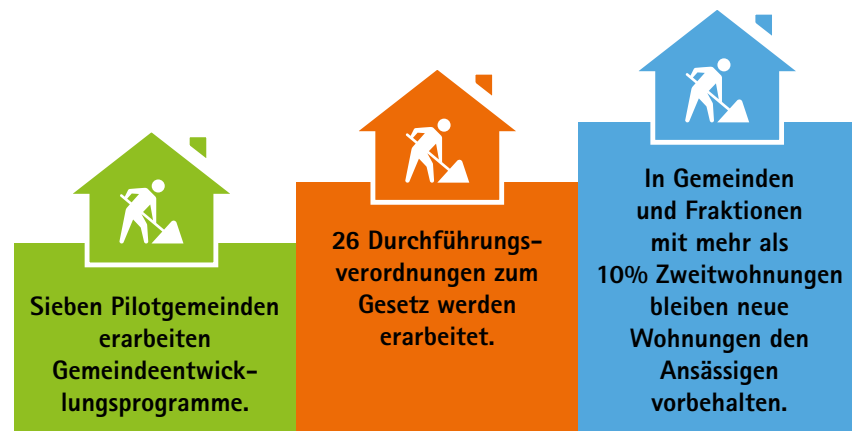 Sieben Pilotgemeinden
erarbeiten
Gemeindeentwick-
lungsprogramme.
26 Durchführungs-
verordnungen zum
Gesetz werden
erarbeitet.
In Gemeinden
und Fraktionen
mit mehr als
10% Zweitwohnungen
bleiben neue
Wohnungen den
Ansässigen
vorbehalten.